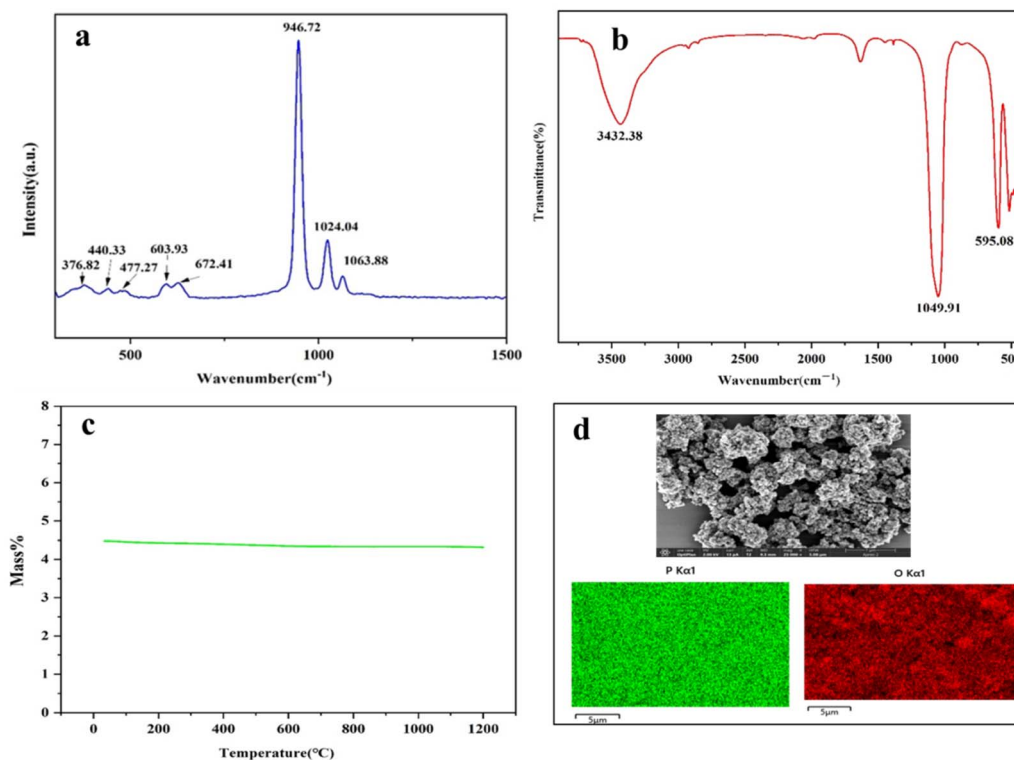 a
946.72
1024.04
1063.88
376.82
440.33
477.27
603.93
672.41
Intensity(a.u.)
500
1000
1500
Wavenumber(cm-1)
b
3432.38
1049.91
595.08
Transmittance(%)
3500 3000 2500 2000 1500 1000 500
Wavenumber(cm—1)
c
8
7
6
5
4
3
2
1
0
Mass%
0 200 400 600 800 1000 1200
Temperature(℃)
d
P Kα1
O Kα1
5μm
5μm